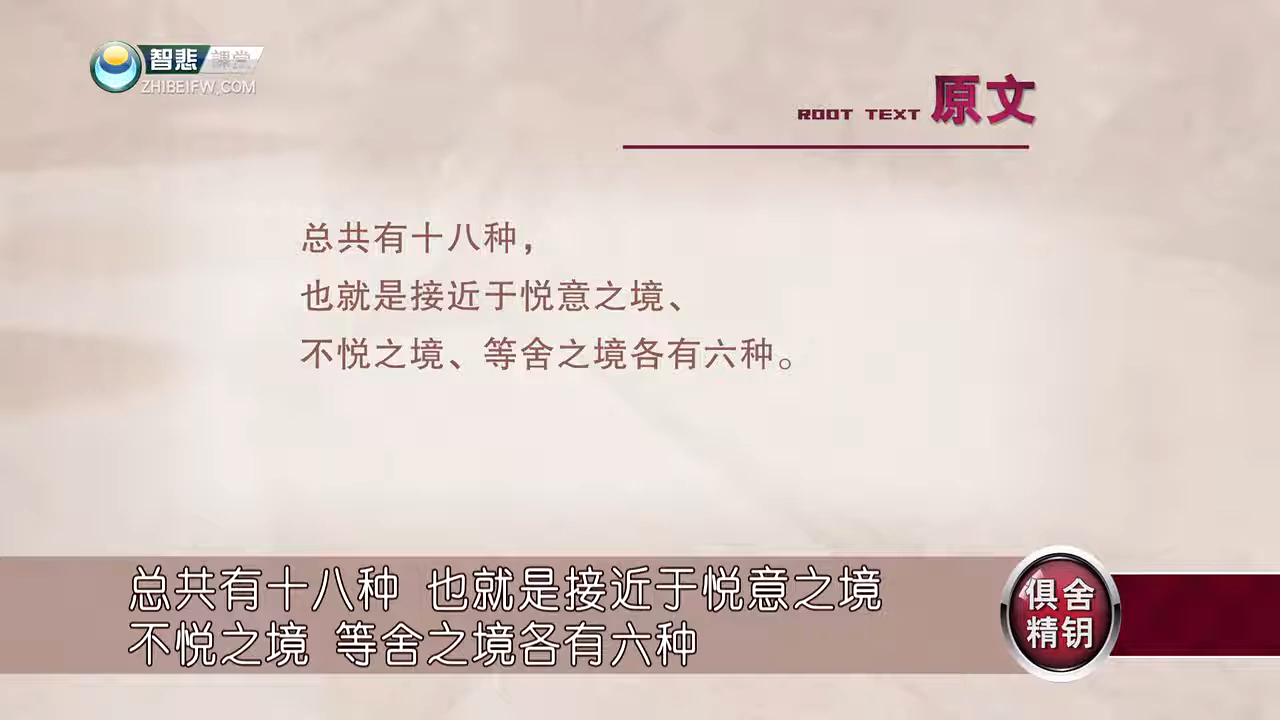 智悲 課堂
ZHIBEIFW.COM
ROOT TEXT 原文
总共有十八种，
也就是接近于悦意之境、
不悦之境、等舍之境各有六种。
总共有十八种 也就是接近于悦意之境
不悦之境 等舍之境各有六种
俱舍
精钥